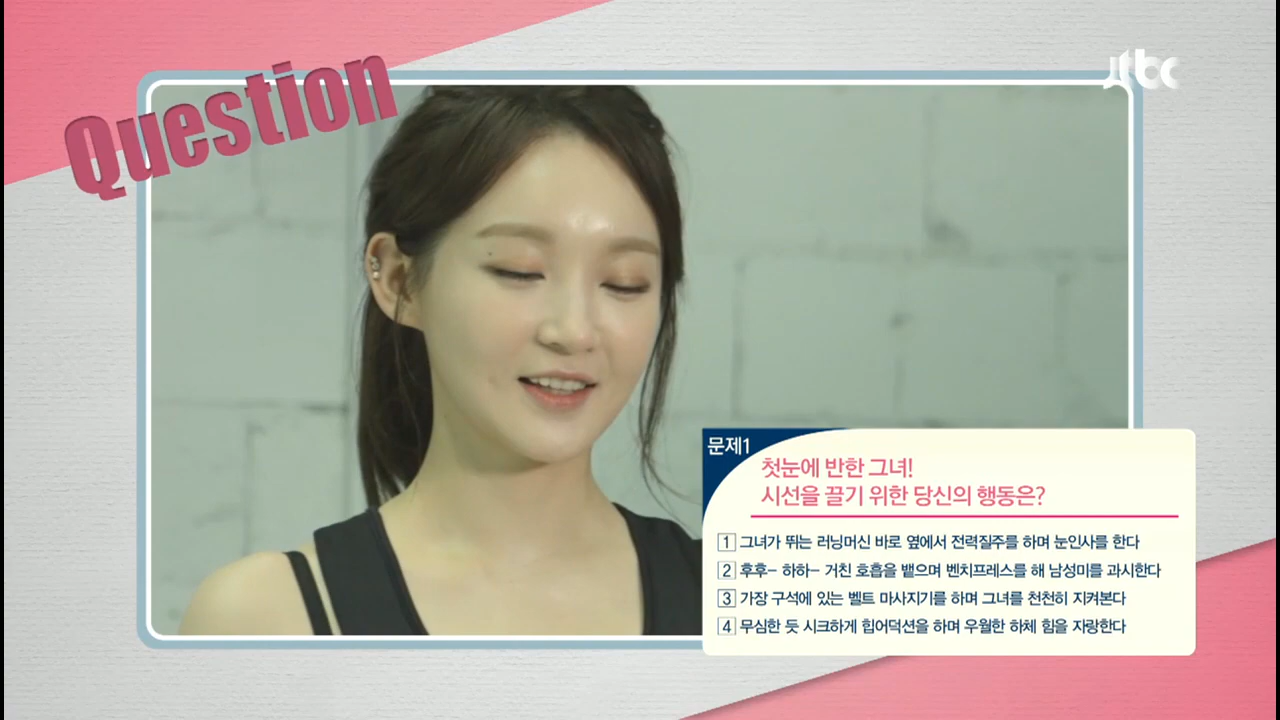 Question
jtbc
문제1
첫눈에 반한 그녀!
시선을 끌기 위한 당신의 행동은?
1 그녀가 뛰는 러닝머신 바로 옆에서 전력질주를 하며 눈인사를 한다
2 후후- 하하- 거친 호흡을 뱉으며 벤치프레스를 해 남성미를 과시한다
3 가장 구석에 있는 벨트 마사지기를 하며 그녀를 천천히 지켜본다
4 무심한 듯 시크하게 힙어덕션을 하며 우월한 하체 힘을 자랑한다